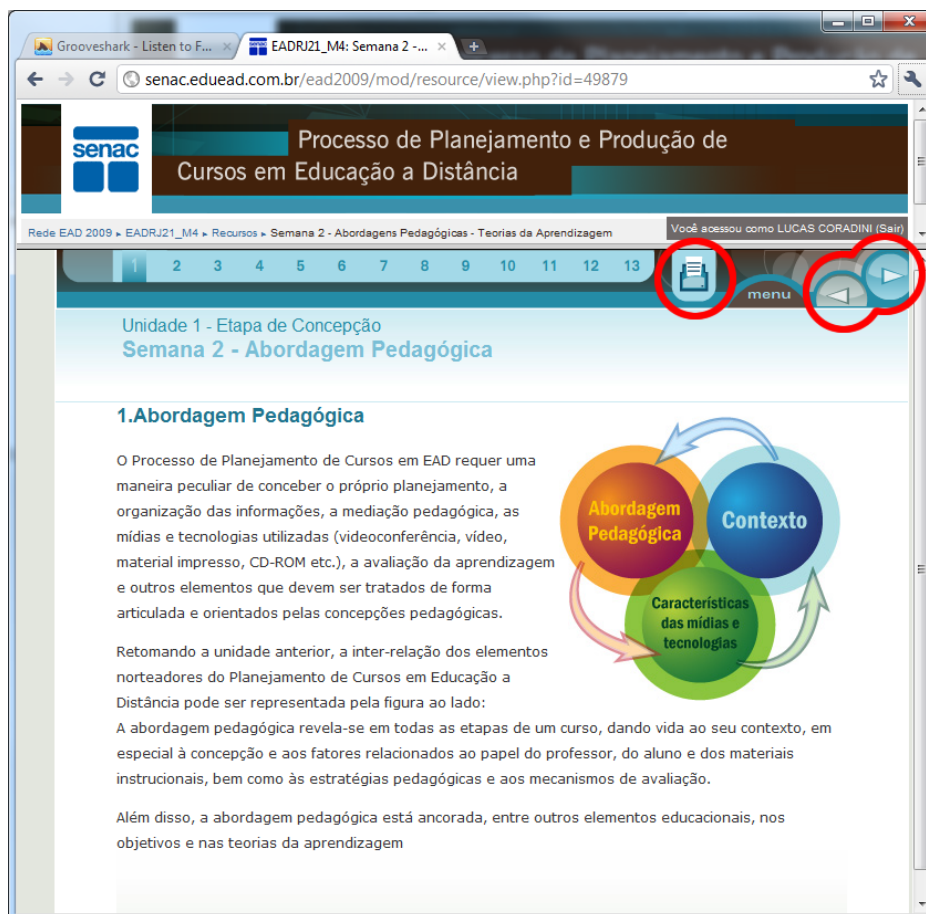 Grooveshark - Listen to F...
EADRJ21_M4: Semana 2 -...
senac.eduead.com.br/ead2009/mod/resource/view.php?id=49879
senac
Processo de Planejamento e Produção de
Cursos em Educação a Distância
Rede EAD 2009 ► EADRJ21_M4 ► Recursos ► Semana 2 - Abordagens Pedagógicas - Teorias da Aprendizagem
Você acessou como LUCAS CORADINI (Sair)
1 2 3 4 5 6 7 8 9 10 11 12 13
menu
Unidade 1 - Etapa de Concepção
Semana 2 - Abordagem Pedagógica
1.Abordagem Pedagógica
O Processo de Planejamento de Cursos em EAD requer uma
maneira peculiar de conceber o próprio planejamento, a
organização das informações, a mediação pedagógica, as
mídias e tecnologias utilizadas (videoconferência, vídeo,
material impresso, CD-ROM etc.), a avaliação da aprendizagem
e outros elementos que devem ser tratados de forma
articulada e orientados pelas concepções pedagógicas.
Abordagem
Pedagógica
Contexto
Características
das mídias e
tecnologias
Retomando a unidade anterior, a inter-relação dos elementos
norteadores do Planejamento de Cursos em Educação a
Distância pode ser representada pela figura ao lado:
A abordagem pedagógica revela-se em todas as etapas de um curso, dando vida ao seu contexto, em
especial à concepção e aos fatores relacionados ao papel do professor, do aluno e dos materiais
instrucionais, bem como às estratégias pedagógicas e aos mecanismos de avaliação.
Além disso, a abordagem pedagógica está ancorada, entre outros elementos educacionais, nos
objetivos e nas teorias da aprendizagem